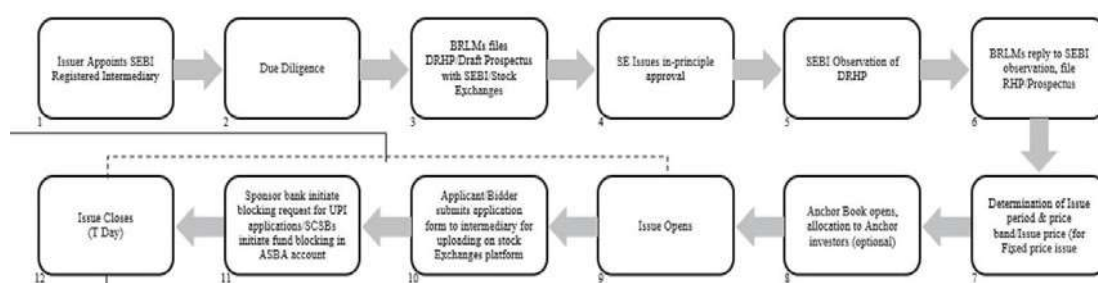 Issuer Appoints SEBI
Registered Intermediary
1
Due Diligence
2
BRLMs files
DRHP/Draft Prospectus
with SEBI/Stock
Exchanges
3
SE Issues in-principle
approval
4
SEBI Observation of
DRHP
5
BRLMs reply to SEBI
observation, file
RHP/Prospectus
6
Determination of Issue
period & price
band/Issue price (for
Fixed price issue
7
Anchor Book opens,
allocation to Anchor
investors (optional)
8
Issue Opens
9
Applicant/Bidder
submits application
form to intermediary for
uploading on stock
Exchanges platform
10
Sponsor bank initiate
blocking request for UPI
applications/SCSBs
initiate fund blocking in
ASBA account
11
Issue Closes
(T Day)
12